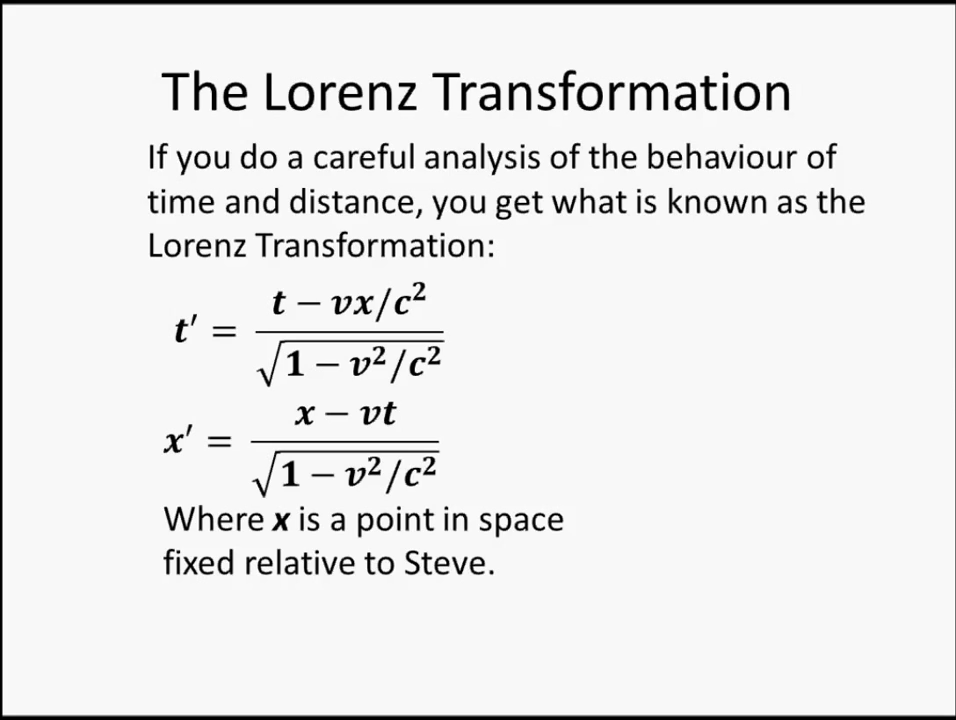 The Lorenz Transformation
If you do a careful analysis of the behaviour of
time and distance, you get what is known as the
Lorenz Transformation:
t′ = (t − vx/c²) / √(1 − v²/c²)
x′ = (x − vt) / √(1 − v²/c²)
Where x is a point in space
fixed relative to Steve.